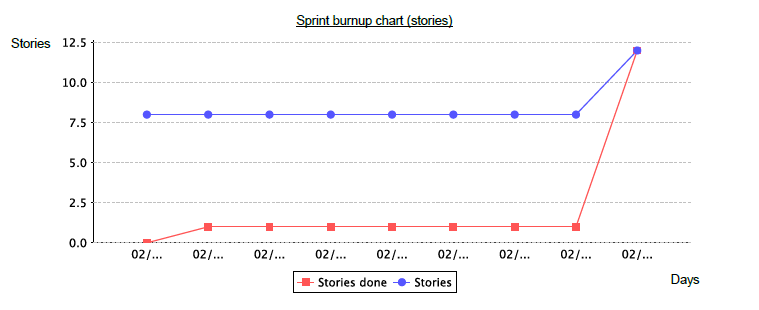 Sprint burnup chart (stories)
Stories
12.5
10.0
7.5
5.0
2.5
0.0
02/... 02/... 02/... 02/... 02/... 02/... 02/... 02/... 02/...
Days
Stories done Stories